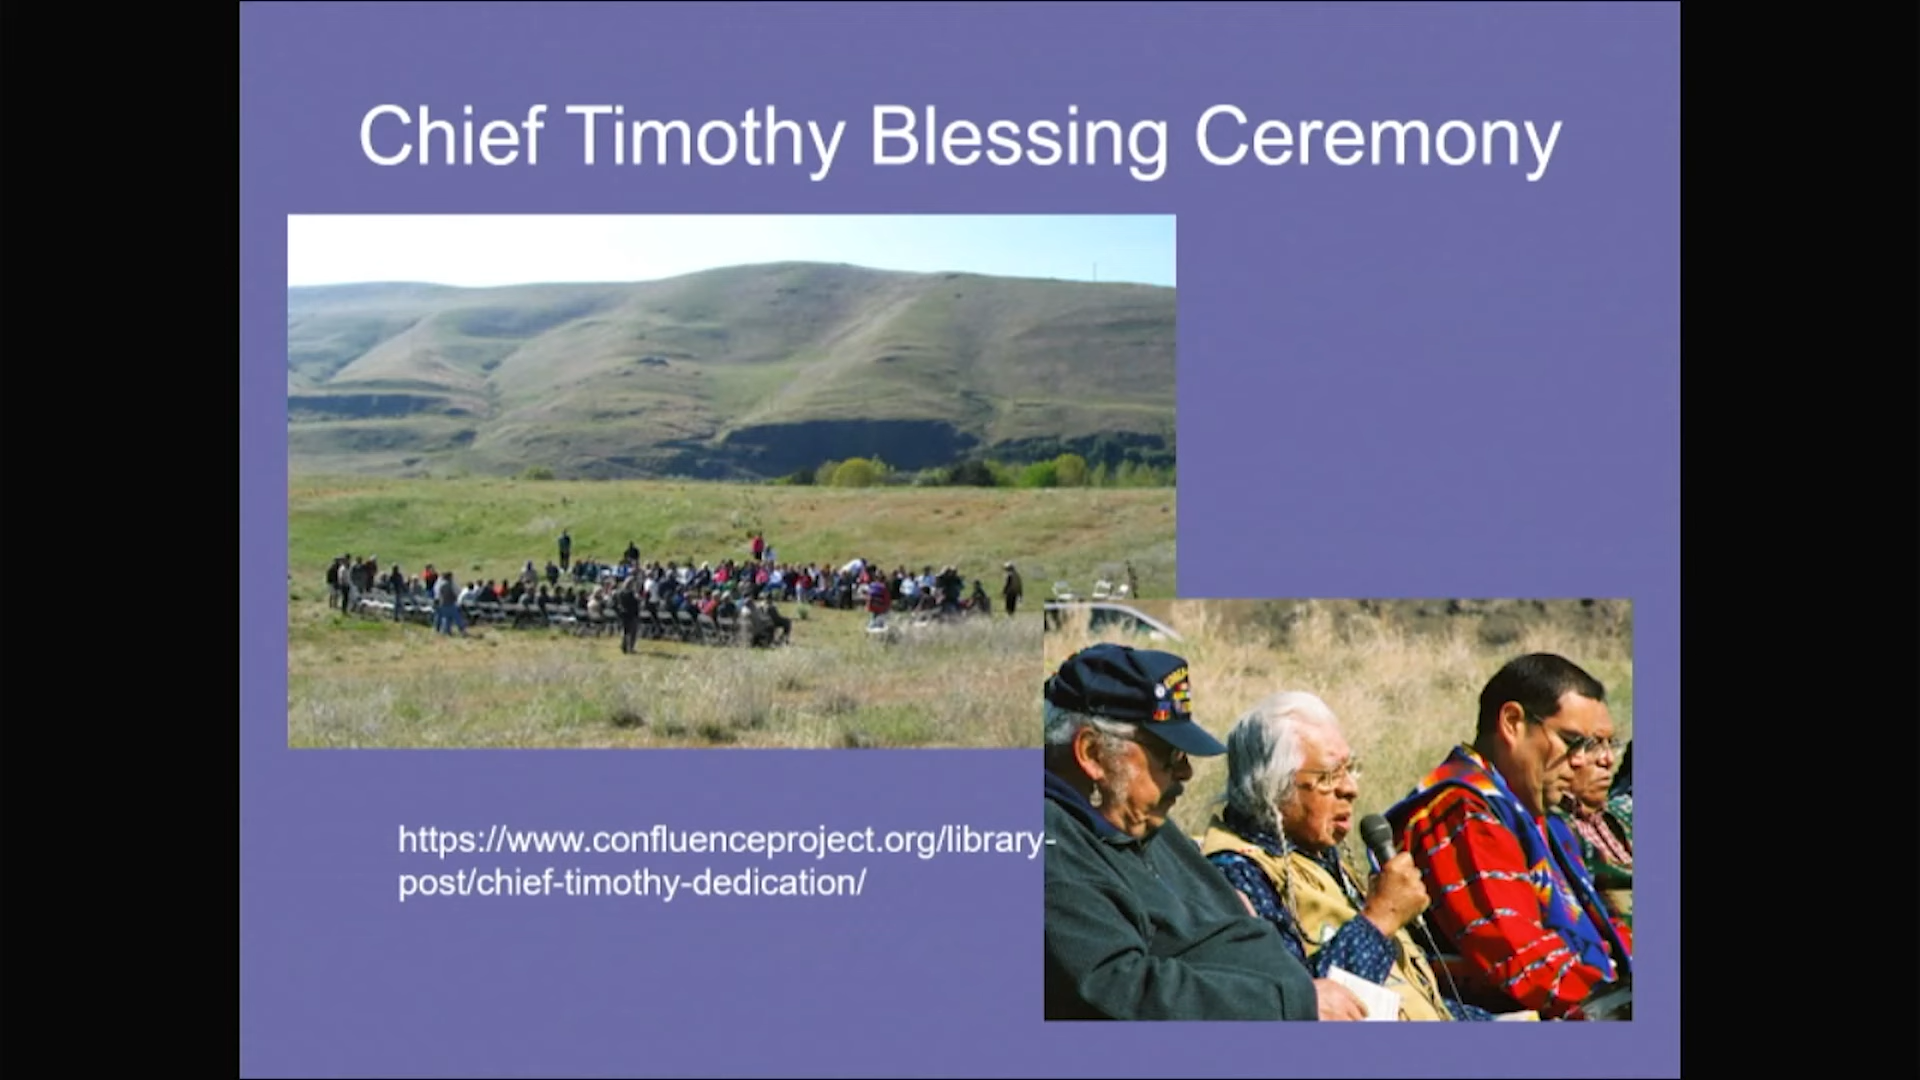 Chief Timothy Blessing Ceremony
https://www.confluenceproject.org/library-
post/chief-timothy-dedication/